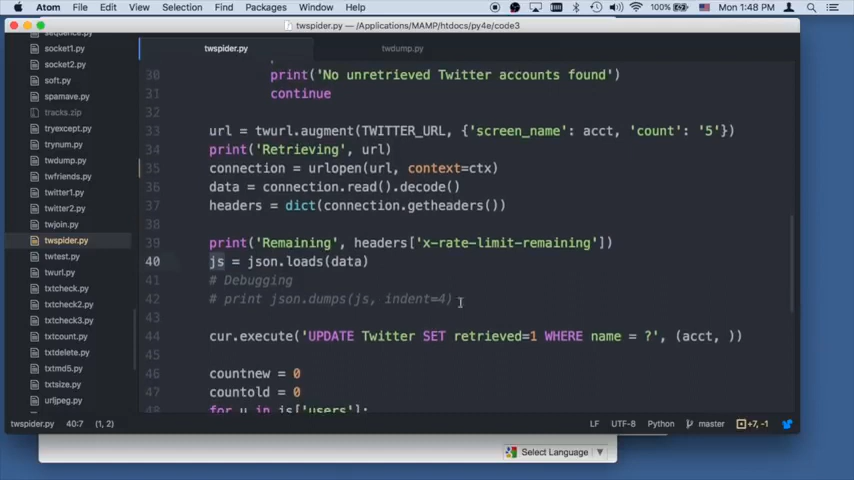 Atom File Edit View Selection Find Packages Window Help 100% Mon 1:48 PM
twspider.py — /Applications/MAMP/htdocs/py4e/code3
sequence.py
socket1.py
socket2.py
soft.py
spamave.py
tracks.zip
tryexcept.py
trynum.py
twdump.py
twfriends.py
twitter1.py
twitter2.py
twjoin.py
twspider.py
twtest.py
twurl.py
txtcheck.py
txtcheck2.py
txtcheck3.py
txtcount.py
txtdelete.py
txtmd5.py
txtsize.py
urljpeg.py
twspider.py twdump.py
30 print('No unretrieved Twitter accounts found')
31 continue
32
33 url = twurl.augment(TWITTER_URL, {'screen_name': acct, 'count': '5'})
34 print('Retrieving', url)
35 connection = urlopen(url, context=ctx)
36 data = connection.read().decode()
37 headers = dict(connection.getheaders())
38
39 print('Remaining', headers['x-rate-limit-remaining'])
40 js = json.loads(data)
41 # Debugging
42 # print json.dumps(js, indent=4)
43
44 cur.execute('UPDATE Twitter SET retrieved=1 WHERE name = ?', (acct, ))
45
46 countnew = 0
47 countold = 0
48 for u in js['users']:
twspider.py 40:7 (1, 2) LF UTF-8 Python master +7, -1
Select Language